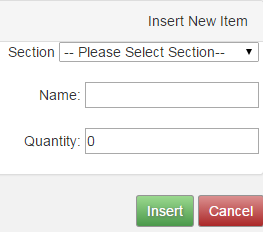 Insert New Item
Section -- Please Select Section--
Name:
Quantity: 0
Insert Cancel